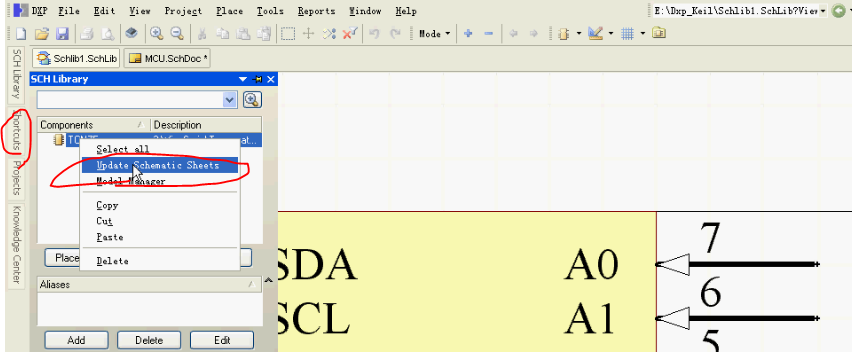 DXP File Edit View Project Place Tools Reports Window Help
E:\Dxp_Keil\Schlib1.SchLib?View
Mode
Schlib1.SchLib MCU.SchDoc *
SCH Library
Components Description
Select all
Update Schematic Sheets
Model Manager
Copy
Cut
Paste
Delete
Place
Aliases
Add Delete Edit
SCH Library
Shortcuts
Projects
Knowledge Center
SDA A0 7
SCL A1 6
5